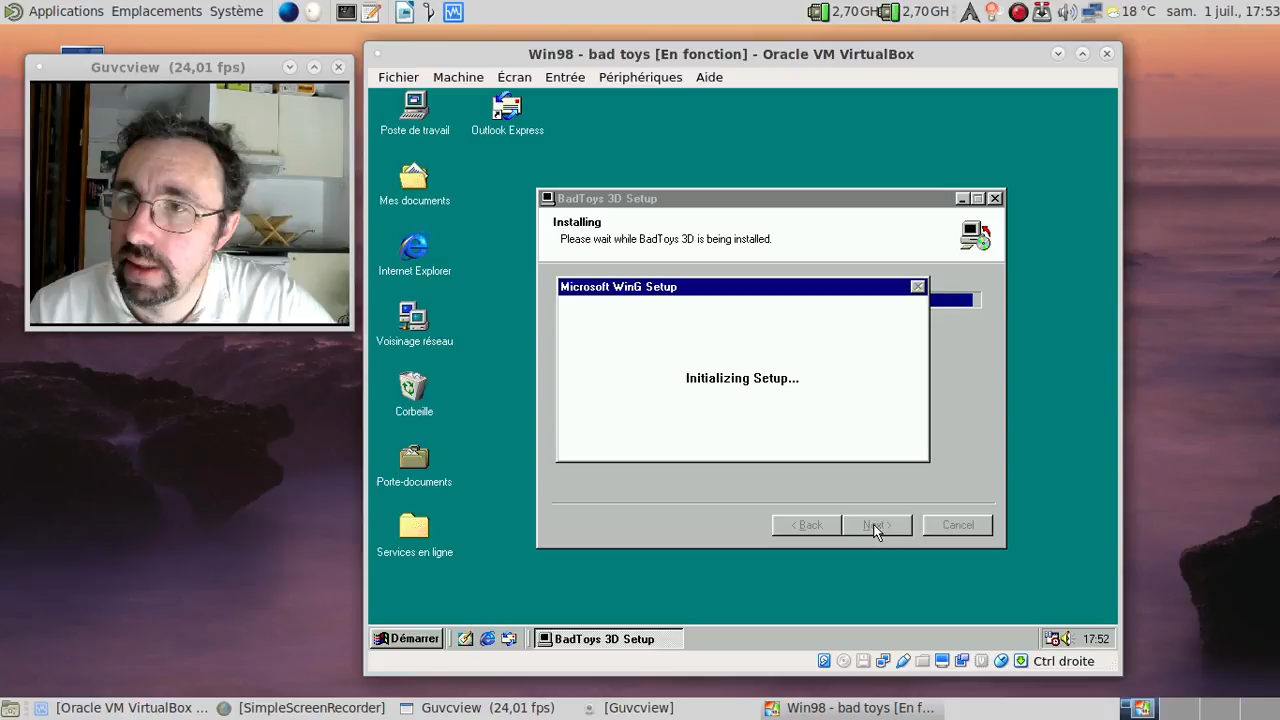 Applications Emplacements Système
2,70 GH 2,70 GH 18 °C sam. 1 juil., 17:53
Guvcview (24,01 fps)
Win98 - bad toys [En fonction] - Oracle VM VirtualBox
Fichier Machine Écran Entrée Périphériques Aide
Poste de travail
Outlook Express
Mes documents
Internet Explorer
Voisinage réseau
Corbeille
Porte-documents
Services en ligne
BadToys 3D Setup
Installing
Please wait while BadToys 3D is being installed.
Microsoft WinG Setup
Initializing Setup...
< Back Next > Cancel
Démarrer BadToys 3D Setup 17:52
Ctrl droite
[Oracle VM VirtualBox ... [SimpleScreenRecorder] Guvcview (24,01 fps) [Guvcview] Win98 - bad toys [En f...